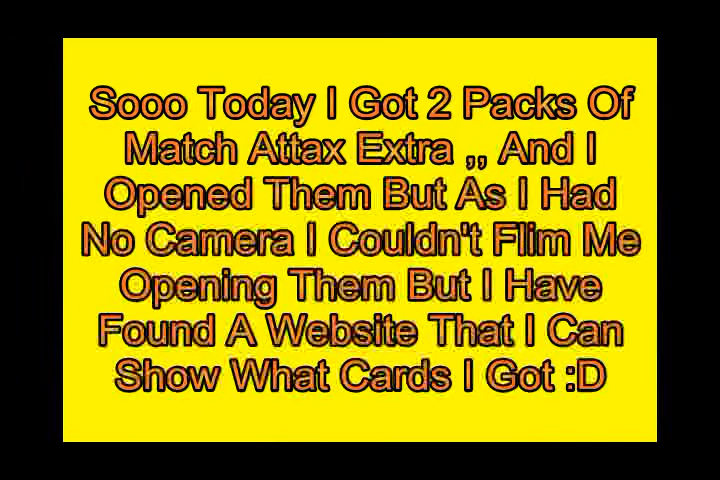 Sooo Today I Got 2 Packs Of
Match Attax Extra ,, And I
Opened Them But As I Had
No Camera I Couldn't Flim Me
Opening Them But I Have
Found A Website That I Can
Show What Cards I Got :D